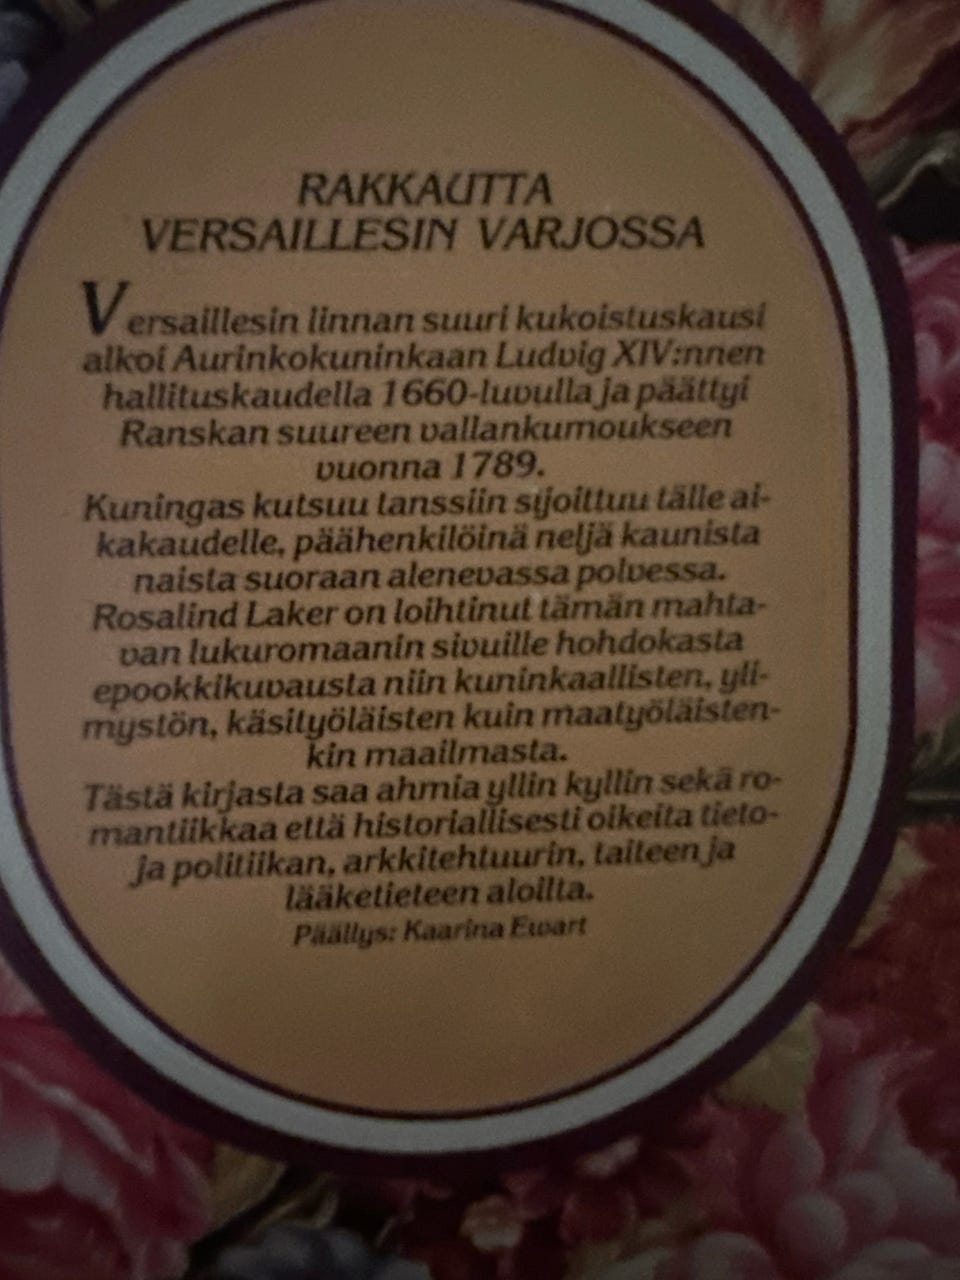 RAKKAUTTA
VERSAILLESIN VARJOSSA
Versaillesin linnan suuri kukoistuskausi
alkoi Aurinkokuninkaan Ludvig XIV:nnen
hallituskaudella 1660-luvulla ja päättyi
Ranskan suureen vallankumoukseen
vuonna 1789.
Kuningas kutsuu tanssiin sijoittuu tälle ai-
kakaudelle, päähenkilöinä neljä kaunista
naista suoraan alenevassa polvessa.
Rosalind Laker on loihtinut tämän mahta-
van lukuromaanin sivuille hohdokasta
epookkikuvausta niin kuninkaallisten, yli-
mystön, käsityöläisten kuin maatyöläisten-
kin maailmasta.
Tästä kirjasta saa ahmia yllin kyllin sekä ro-
mantiikkaa että historiallisesti oikeita tieto-
ja politiikan, arkkitehtuurin, taiteen ja
lääketieteen aloilta.
Päällys: Kaarina Ewart